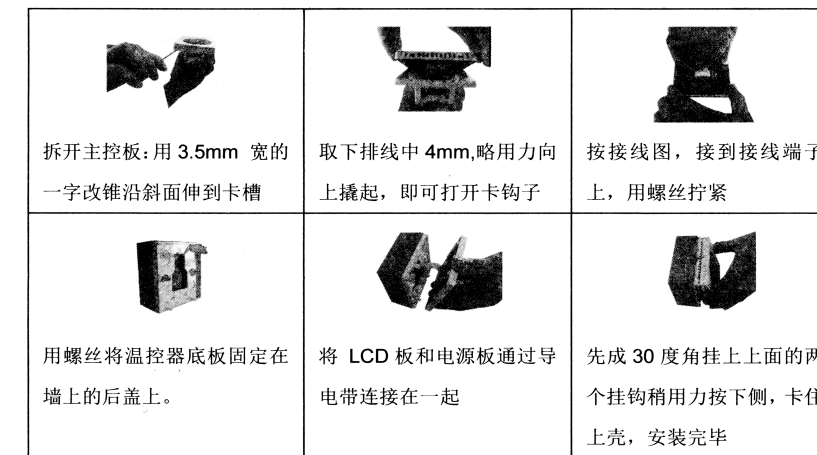 拆开主控板：用 3.5mm 宽的
一字改锥沿斜面伸到卡槽
取下排线中 4mm,略用力向
上撬起，即可打开卡钩子
按接线图，接到接线端子
上，用螺丝拧紧
用螺丝将温控器底板固定在
墙上的后盖上。
将 LCD 板和电源板通过导
电带连接在一起
先成 30 度角挂上上面的两
个挂钩稍用力按下侧，卡住
上壳，安装完毕